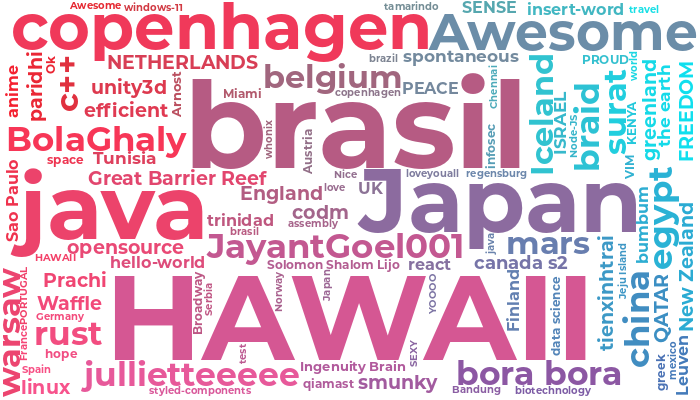 Awesome
windows-11
tamarindo
SENSE
insert-word
travel
copenhagen
Awesome
NETHERLANDS
brazil
spontaneous
PROUD
world
anime
paridhi
Ok
c++
unity3d
efficient
Arnost
Miami
belgium
copenhagen
PEACE
Chennai
Iceland
ISRAEL
Node-JS
braid
surat
VIM
KENYA
greenland
the earth
FREEDOM
BolaGhaly
brasil
whonix
Austria
infosec
space
Tunisia
Great Barrier Reef
Nice
loveyouall
regensburg
Sao Paulo
java
England
love
UK
Japan
trinidad
brasil
codm
assembly
opensource
JayantGoel001
java
mars
HAWAII
hello-world
Solomon
Shalom Lijo
react
canada s2
tienxinhtrai
Jeju Island
bumbum
egypt
New Zealand
warsaw
France
PORTUGAL
Prachi
Waffle
Germany
rust
hope
Broadway
Serbia
HAWAII
Norway
Japan
YOOOO
Finland
data science
china
QATAR
test
SEXY
Spain
linux
jullietteeeee
styled-components
Ingenuity
Brain
qiamast
smunky
bora bora
Bandung
biotechnology
greek
mexico
Leuven